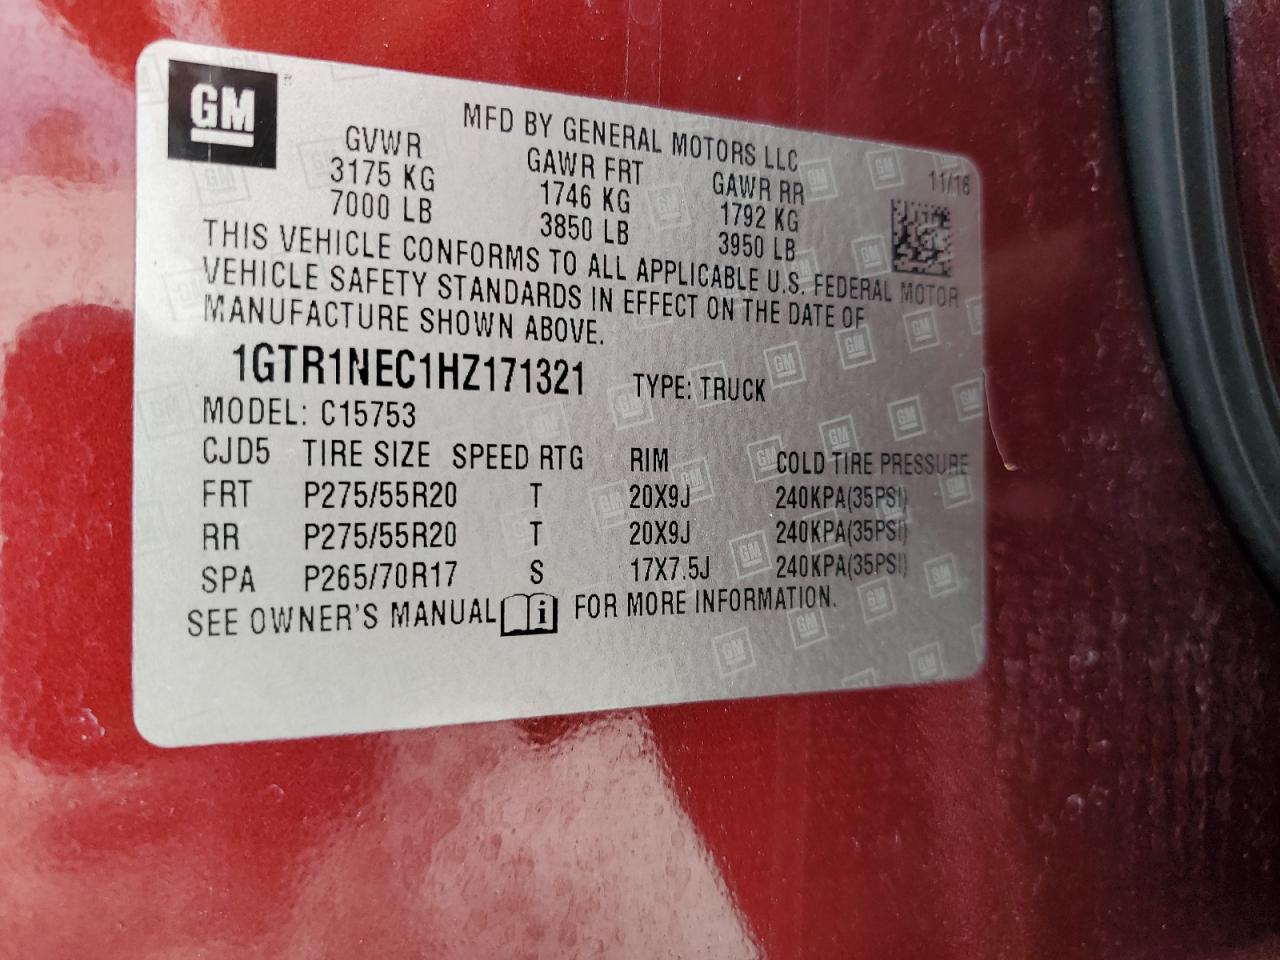 GM
MFD BY GENERAL MOTORS LLC
GVWR GAWR FRT GAWR RR 11/16
3175 KG 1746 KG 1792 KG
7000 LB 3850 LB 3950 LB
THIS VEHICLE CONFORMS TO ALL APPLICABLE U.S. FEDERAL MOTOR
VEHICLE SAFETY STANDARDS IN EFFECT ON THE DATE OF
MANUFACTURE SHOWN ABOVE.
1GTR1NEC1HZ171321 TYPE: TRUCK
MODEL: C15753
CJD5 TIRE SIZE SPEED RTG RIM COLD TIRE PRESSURE
FRT P275/55R20 T 20X9J 240KPA(35PSI)
RR P275/55R20 T 20X9J 240KPA(35PSI)
SPA P265/70R17 S 17X7.5J 240KPA(35PSI)
SEE OWNER'S MANUAL i FOR MORE INFORMATION.